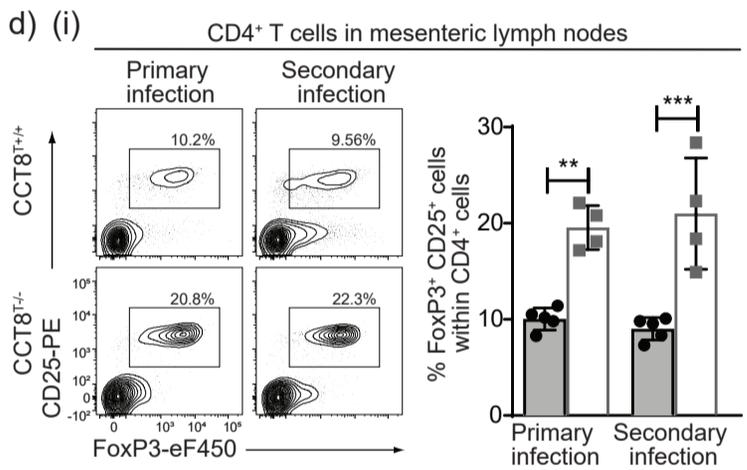 d) (i)
CD4⁺ T cells in mesenteric lymph nodes
Primary
infection
Secondary
infection
CCT8ᵀ⁺/⁺
10.2%
9.56%
CCT8ᵀ⁻/⁻
CD25-PE
20.8%
22.3%
10⁵
10⁴
10³
10²
0
-10²
0 10³ 10⁴ 10⁵
FoxP3-eF450
% FoxP3⁺ CD25⁺ cells
within CD4⁺ cells
30
20
10
0
**
***
Primary
infection
Secondary
infection